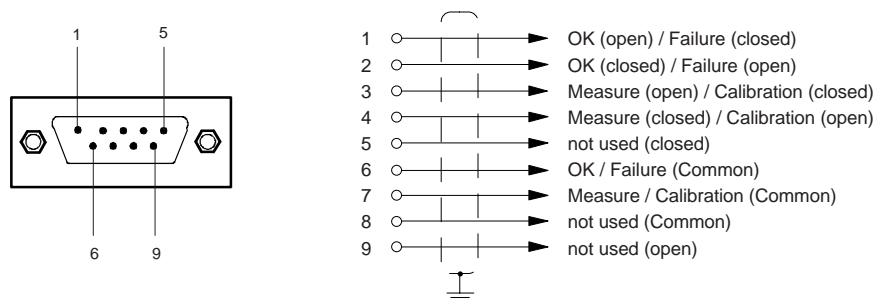 1 5
6 9
1 OK (open) / Failure (closed)
2 OK (closed) / Failure (open)
3 Measure (open) / Calibration (closed)
4 Measure (closed) / Calibration (open)
5 not used (closed)
6 OK / Failure (Common)
7 Measure / Calibration (Common)
8 not used (Common)
9 not used (open)